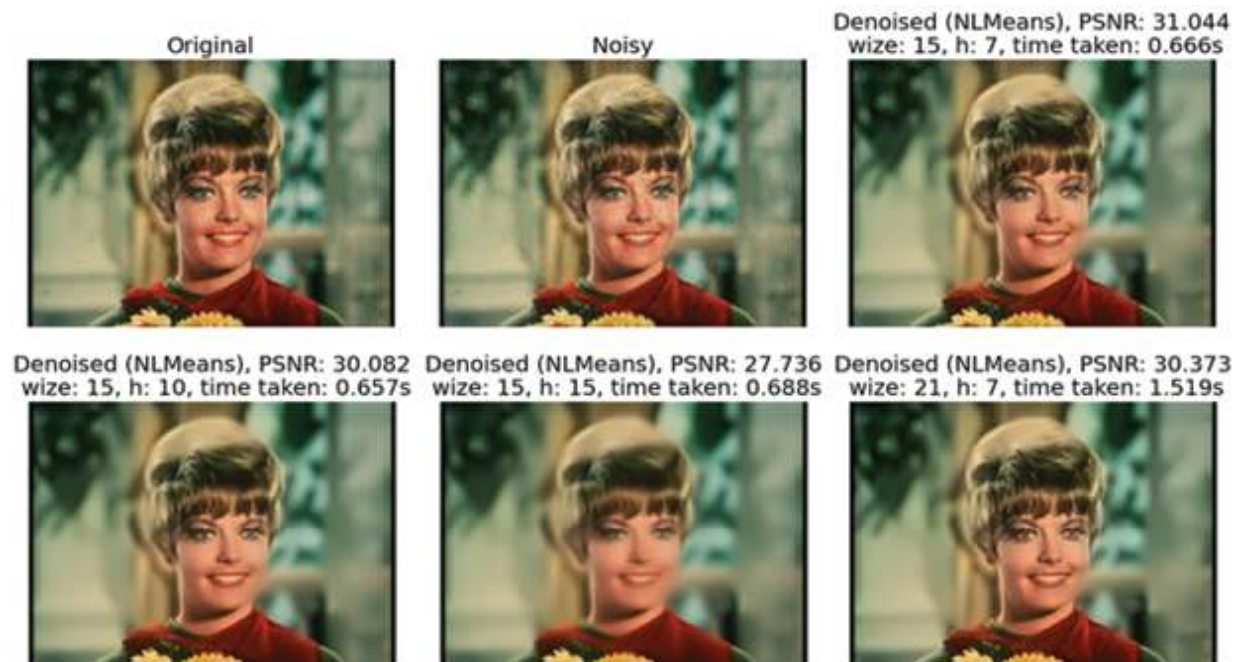 Original
Noisy
Denoised (NLMeans), PSNR: 31.044
wize: 15, h: 7, time taken: 0.666s
Denoised (NLMeans), PSNR: 30.082
wize: 15, h: 10, time taken: 0.657s
Denoised (NLMeans), PSNR: 27.736
wize: 15, h: 15, time taken: 0.688s
Denoised (NLMeans), PSNR: 30.373
wize: 21, h: 7, time taken: 1.519s